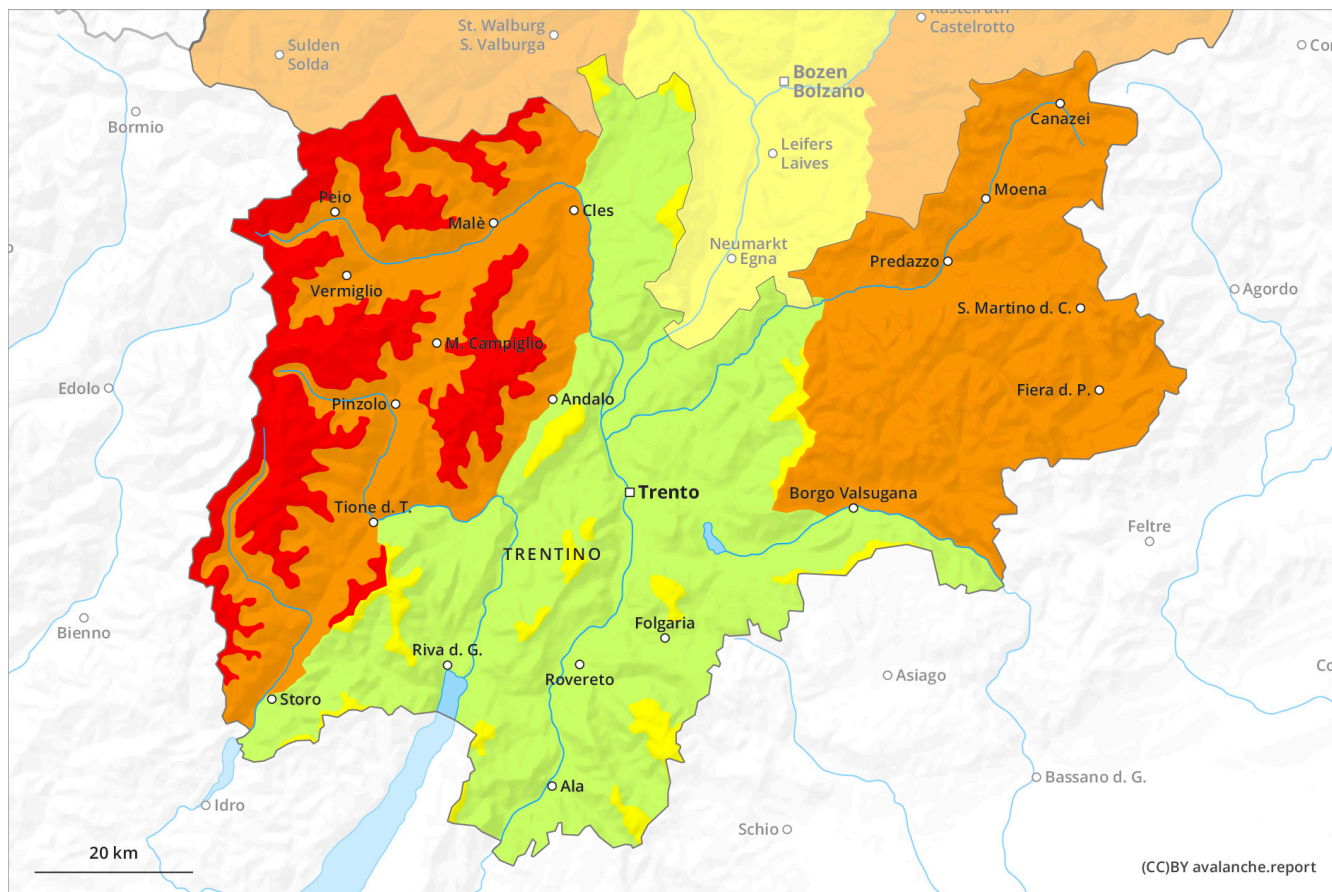 Kastelruth
Castelrotto
St. Walburg
S. Valburga
Sulden
Solda
Bozen
Bolzano
Bormio
Canazei
Leifers
Laives
Peio
Moena
Malè
Cles
Neumarkt
Egna
Predazzo
Vermiglio
Agordo
S. Martino d. C.
M. Campiglio
Edolo
Pinzolo
Andalo
Fiera d. P.
Trento
Borgo Valsugana
Tione d. T.
Feltre
TRENTINO
Bienno
Folgaria
Riva d. G.
Rovereto
Asiago
Storo
Ala
Bassano d. G.
Idro
Schio
20 km
(CC)BY avalanche.report